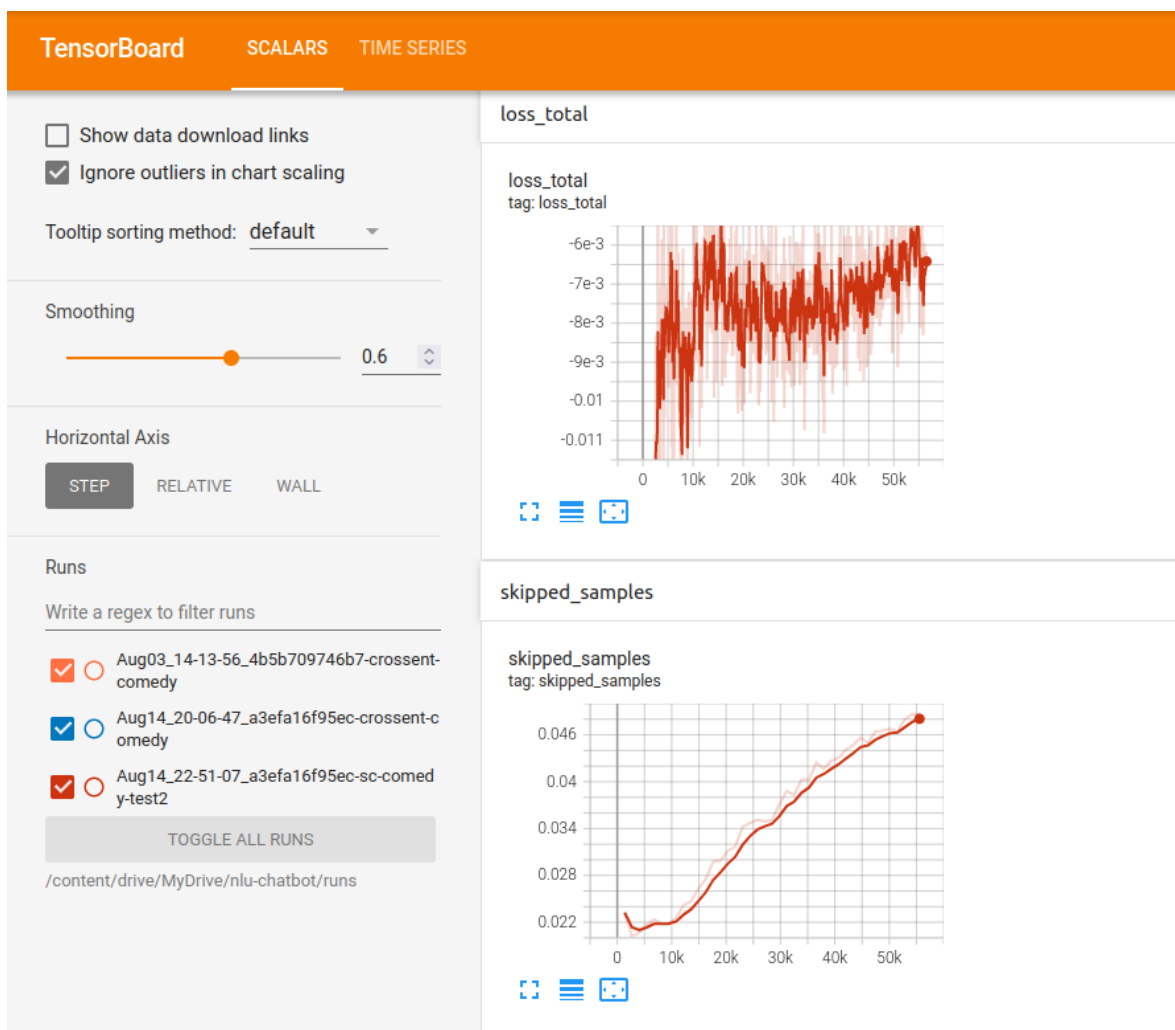 TensorBoard SCALARS TIME SERIES
Show data download links
Ignore outliers in chart scaling
Tooltip sorting method: default
Smoothing
0.6
Horizontal Axis
STEP RELATIVE WALL
Runs
Write a regex to filter runs
Aug03_14-13-56_4b5b709746b7-crossent-
comedy
Aug14_20-06-47_a3efa16f95ec-crossent-c
omedy
Aug14_22-51-07_a3efa16f95ec-sc-comed
y-test2
TOGGLE ALL RUNS
/content/drive/MyDrive/nlu-chatbot/runs
loss_total
loss_total
tag: loss_total
-6e-3
-7e-3
-8e-3
-9e-3
-0.01
-0.011
0 10k 20k 30k 40k 50k
skipped_samples
skipped_samples
tag: skipped_samples
0.046
0.04
0.034
0.028
0.022
0 10k 20k 30k 40k 50k